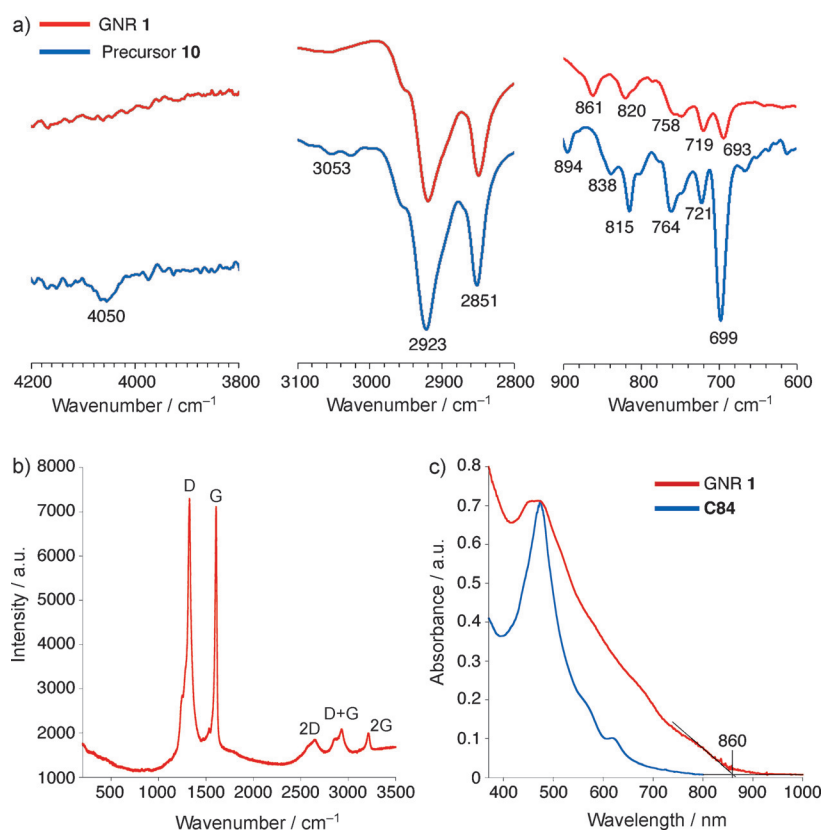 a)
GNR 1
Precursor 10
4050
4200 4000 3800
Wavenumber / cm⁻¹
3053
2923
2851
3100 3000 2900 2800
Wavenumber / cm⁻¹
861
820
758
719
693
894
838
815
764
721
699
900 800 700 600
Wavenumber / cm⁻¹
b)
8000
7000
6000
5000
4000
3000
2000
1000
Intensity / a.u.
D
G
2D
D+G
2G
500 1000 1500 2000 2500 3000 3500
Wavenumber / cm⁻¹
c)
0.8
0.7
0.6
0.5
0.4
0.3
0.2
0.1
0
Absorbance / a.u.
GNR 1
C84
860
400 500 600 700 800 900 1000
Wavelength / nm